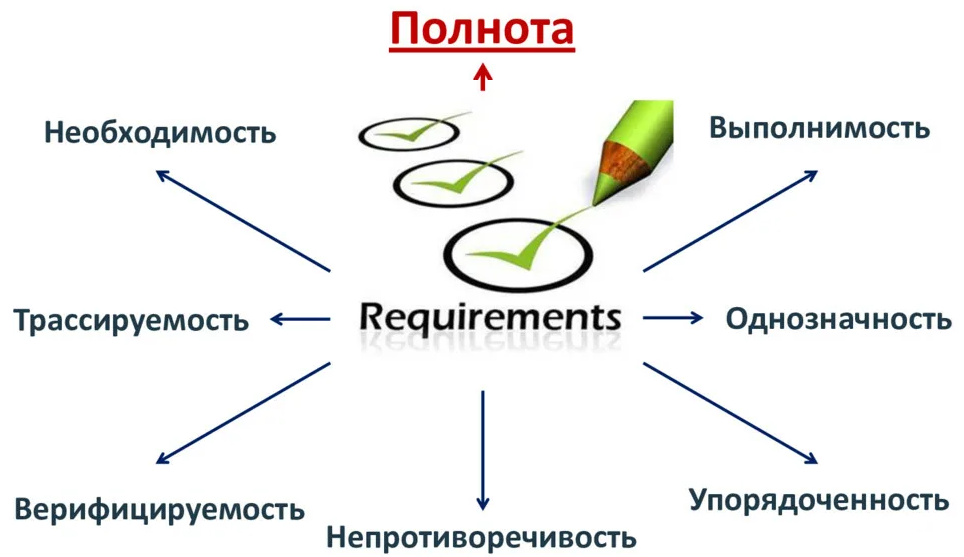 Полнота
Необходимость
Выполнимость
Трассируемость
Requirements
Однозначность
Верифицируемость
Упорядоченность
Непротиворечивость